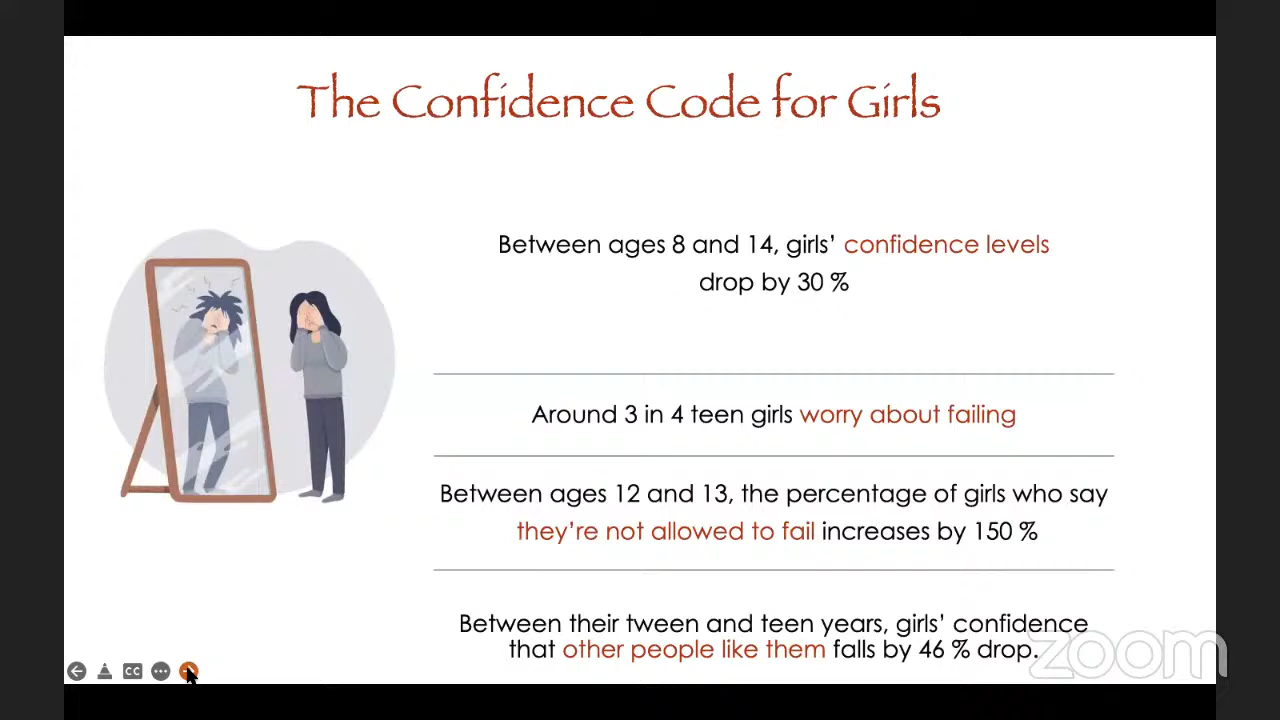 The Confidence Code for Girls
Between ages 8 and 14, girls’ confidence levels
drop by 30 %
Around 3 in 4 teen girls worry about failing
Between ages 12 and 13, the percentage of girls who say
they’re not allowed to fail increases by 150 %
Between their tween and teen years, girls’ confidence
that other people like them falls by 46 % drop.
CC
zoom